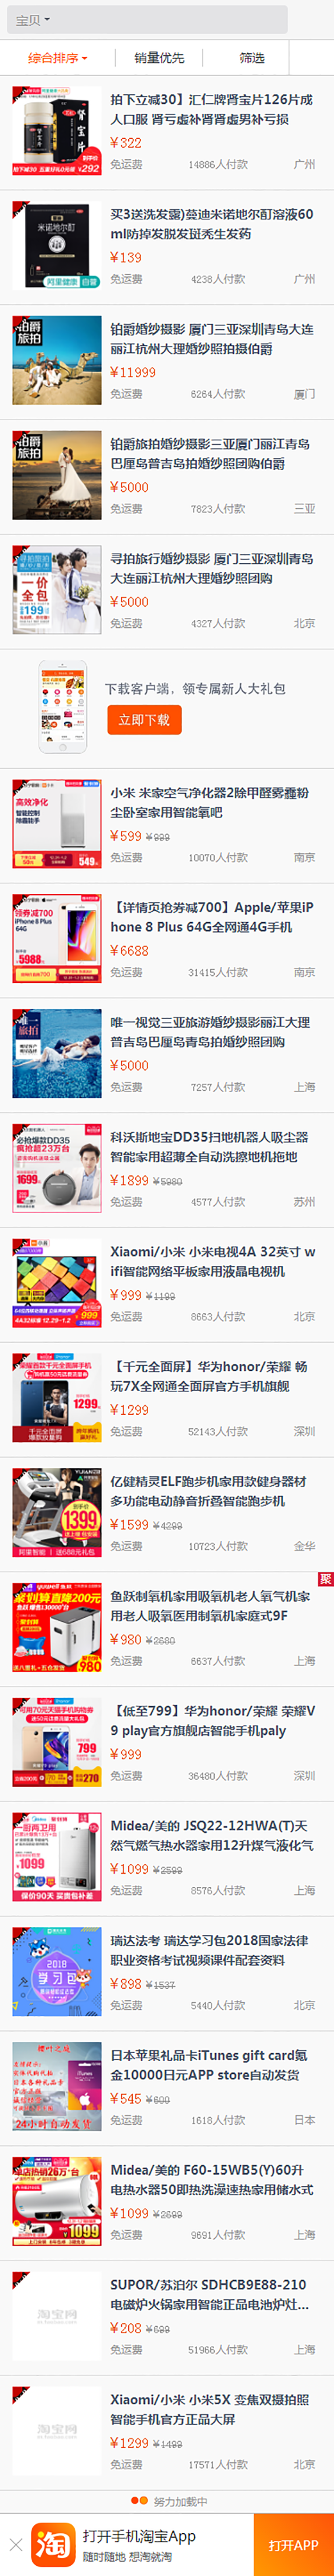 宝贝
综合排序 销量优先 筛选
拍下立减30】汇仁牌肾宝片126片成
人口服 肾亏虚补肾肾虚男补亏损
¥322
免运费 14886人付款 广州
买3送洗发露)蔓迪米诺地尔酊溶液60
ml防掉发脱发斑秃生发药
¥139
免运费 4238人付款 广州
铂爵婚纱摄影 厦门三亚深圳青岛大连
丽江杭州大理婚纱照拍摄伯爵
¥11999
免运费 6264人付款 厦门
铂爵旅拍婚纱摄影三亚厦门丽江青岛
巴厘岛普吉岛拍婚纱照团购伯爵
¥5000
免运费 7823人付款 三亚
寻拍旅行婚纱摄影 厦门三亚深圳青岛
大连丽江杭州大理婚纱照团购
¥5000
免运费 4327人付款 北京
下载客户端，领专属新人大礼包
立即下载
小米 米家空气净化器2除甲醛雾霾粉
尘卧室家用智能氧吧
¥599 ¥999
免运费 10070人付款 南京
【详情页抢券减700】Apple/苹果iP
hone 8 Plus 64G全网通4G手机
¥6688
免运费 31415人付款 南京
唯一视觉三亚旅游婚纱摄影丽江大理
普吉岛巴厘岛青岛拍婚纱照团购
¥5000
免运费 7257人付款 上海
科沃斯地宝DD35扫地机器人吸尘器
智能家用超薄全自动洗擦地机拖地
¥1899 ¥5980
免运费 4577人付款 苏州
Xiaomi/小米 小米电视4A 32英寸 w
ifi智能网络平板家用液晶电视机
¥999 ¥1199
免运费 8663人付款 北京
【千元全面屏】华为honor/荣耀 畅
玩7X全网通全面屏官方手机旗舰
¥1299
免运费 52143人付款 深圳
亿健精灵ELF跑步机家用款健身器材
多功能电动静音折叠智能跑步机
¥1599 ¥4299
免运费 10723人付款 金华
聚
鱼跃制氧机家用吸氧机老人氧气机家
用老人吸氧医用制氧机家庭式9F
¥980 ¥2680
免运费 6637人付款 上海
【低至799】华为honor/荣耀 荣耀V
9 play官方旗舰店智能手机paly
¥999
免运费 36480人付款 深圳
Midea/美的 JSQ22-12HWA(T)天
然气燃气热水器家用12升煤气液化气
¥1099 ¥2599
免运费 8576人付款 上海
瑞达法考 瑞达学习包2018国家法律
职业资格考试视频课件配套资料
¥898 ¥1537
免运费 5440人付款 北京
日本苹果礼品卡iTunes gift card氪
金10000日元APP store自动发货
¥545 ¥600
免运费 1618人付款 日本
Midea/美的 F60-15WB5(Y)60升
电热水器50即热洗澡速热家用储水式
¥1099 ¥2699
免运费 9691人付款 上海
SUPOR/苏泊尔 SDHCB9E88-210
电磁炉火锅家用智能正品电池炉灶...
¥208 ¥699
免运费 51966人付款 上海
Xiaomi/小米 小米5X 变焦双摄拍照
智能手机官方正品大屏
¥1299 ¥1499
免运费 17571人付款 北京
努力加载中
淘 打开手机淘宝App
随时随地 想淘就淘
打开APP